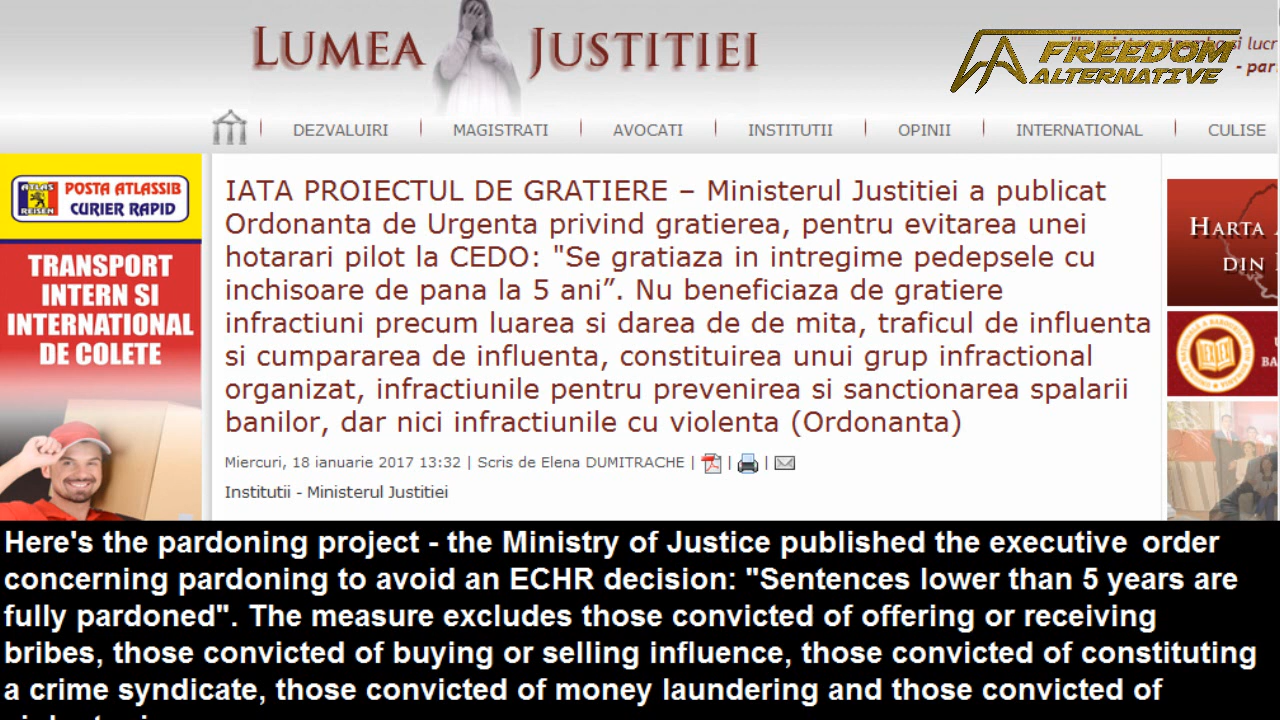 LUMEA JUSTITIEI
si lucr
- par
FREEDOM
ALTERNATIVE
DEZVALUIRI MAGISTRATI AVOCATI INSTITUTII OPINII INTERNATIONAL CULISE
ATLAS
REISEN
POSTA ATLASSIB
CURIER RAPID
TRANSPORT
INTERN SI
INTERNATIONAL
DE COLETE
IATA PROIECTUL DE GRATIERE – Ministerul Justitiei a publicat
Ordonanta de Urgenta privind gratierea, pentru evitarea unei
hotarari pilot la CEDO: "Se gratiaza in intregime pedepsele cu
inchisoare de pana la 5 ani”. Nu beneficiaza de gratiere
infractiuni precum luarea si darea de de mita, traficul de influenta
si cumpararea de influenta, constituirea unui grup infractional
organizat, infractiunile pentru prevenirea si sanctionarea spalarii
banilor, dar nici infractiunile cu violenta (Ordonanta)
Miercuri, 18 ianuarie 2017 13:32 | Scris de Elena DUMITRACHE | | |
Institutii - Ministerul Justitiei
HARTA
DIN
BA
Here's the pardoning project - the Ministry of Justice published the executive order
concerning pardoning to avoid an ECHR decision: "Sentences lower than 5 years are
fully pardoned". The measure excludes those convicted of offering or receiving
bribes, those convicted of buying or selling influence, those convicted of constituting
a crime syndicate, those convicted of money laundering and those convicted of